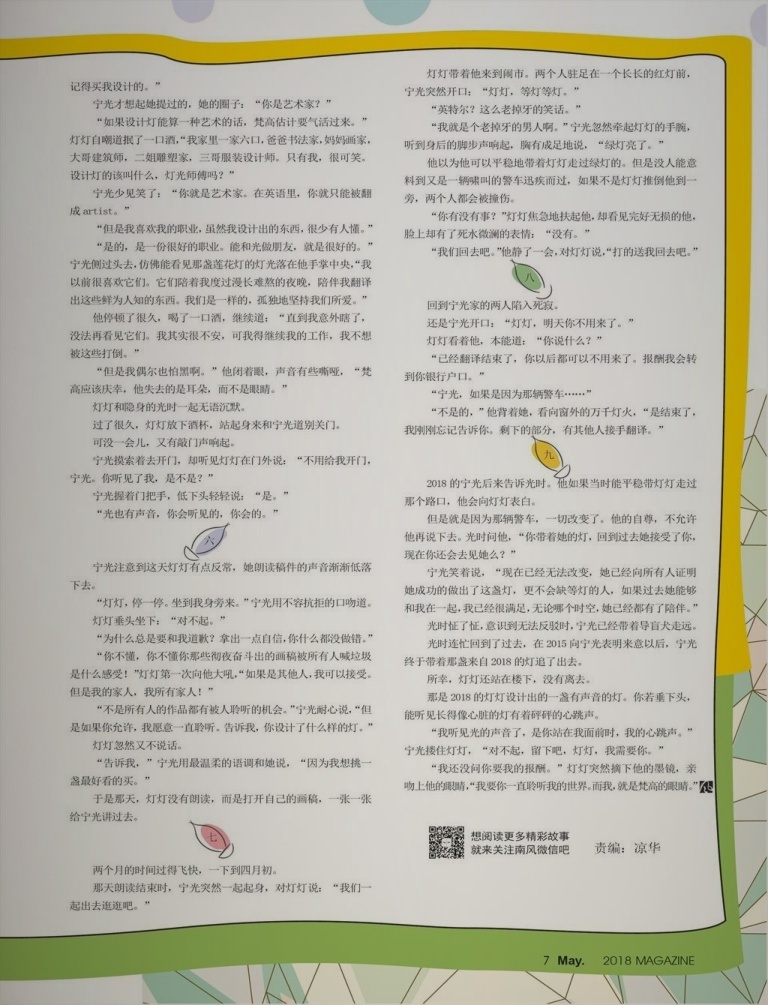 记得买我设计的。”
宁光才想起她提过的，她的圈子：“你是艺术家？”
“如果设计灯能算一种艺术的话，梵高估计要气活过来。”
灯灯自嘲道抿了一口酒，“我家里一家六口，爸爸书法家，妈妈画家，
大哥建筑师，二姐雕塑家，三哥服装设计师。只有我，很可笑。
设计灯的该叫什么，灯光师傅吗？”
宁光少见笑了：“你就是艺术家。在英语里，你就只能被翻
成 artist。”
“但是我喜欢我的职业，虽然我设计出的东西，很少有人懂。”
“是的，是一份很好的职业。能和光做朋友，就是很好的。”
宁光侧过头去，仿佛能看见那盏莲花灯的灯光落在他手掌中央，“我
以前很喜欢它们。它们陪着我度过漫长难熬的夜晚，陪伴我翻译
出这些鲜为人知的东西。我们是一样的，孤独地坚持我们所爱。”
他停顿了很久，喝了一口酒，继续道：“直到我意外瞎了，
没法再看见它们。我其实很不安，可我得继续我的工作，我不想
被这些打倒。”
“但是我偶尔也怕黑啊。”他闭着眼，声音有些嘶哑，“梵
高应该庆幸，他失去的是耳朵，而不是眼睛。”
灯灯和隐身的光时一起无语沉默。
过了很久，灯灯放下酒杯，站起身来和宁光道别关门。
可没一会儿，又有敲门声响起。
宁光摸索着去开门，却听见灯灯在门外说：“不用给我开门，
宁光。你听见了我，是不是？”
宁光握着门把手，低下头轻轻说：“是。”
“光也有声音，你会听见的，你会的。”
六
宁光注意到这天灯灯有点反常，她朗读稿件的声音渐渐低落
下去。
“灯灯，停一停。坐到我身旁来。”宁光用不容抗拒的口吻道。
灯灯垂头坐下：“对不起。”
“为什么总是要和我道歉？拿出一点自信，你什么都没做错。”
“你不懂，你不懂你那些彻夜奋斗出的画稿被所有人喊垃圾
是什么感受！”灯灯第一次向他大吼，“如果是其他人，我可以接受。
但是我的家人，我所有家人！”
“不是所有人的作品都有被人聆听的机会。”宁光耐心说，“但
是如果你允许，我愿意一直聆听。告诉我，你设计了什么样的灯。”
灯灯忽然又不说话。
“告诉我，”宁光用最温柔的语调和她说，“因为我想挑一
盏最好看的买。”
于是那天，灯灯没有朗读，而是打开自己的画稿，一张一张
给宁光讲过去。
七
两个月的时间过得飞快，一下到四月初。
那天朗读结束时，宁光突然一起起身，对灯灯说：“我们一
起出去逛逛吧。”
灯灯带着他来到闹市。两个人驻足在一个长长的红灯前，
宁光突然开口：“灯灯，等灯等灯。”
“英特尔？这么老掉牙的笑话。”
“我就是个老掉牙的男人啊。”宁光忽然牵起灯灯的手腕，
听到身后的脚步声响起，胸有成足地说，“绿灯亮了。”
他以为他可以平稳地带着灯灯走过绿灯的。但是没人能意
料到又是一辆啸叫的警车迅疾而过，如果不是灯灯推倒他到一
旁，两个人都会被撞伤。
“你有没有事？”灯灯焦急地扶起他，却看见完好无损的他，
脸上却有了死水微澜的表情：“没有。”
“我们回去吧。”他静了一会，对灯灯说，“打的送我回去吧。”
八
回到宁光家的两人陷入死寂。
还是宁光开口：“灯灯，明天你不用来了。”
灯灯看着他，本能道：“你说什么？”
“已经翻译结束了，你以后都可以不用来了。报酬我会转
到你银行户口。”
“宁光，如果是因为那辆警车……”
“不是的，”他背着她，看向窗外的万千灯火，“是结束了，
我刚刚忘记告诉你。剩下的部分，有其他人接手翻译。”
九
2018 的宁光后来告诉光时。他如果当时能平稳带灯灯走过
那个路口，他会向灯灯表白。
但是就是因为那辆警车，一切改变了。他的自尊，不允许
他再说下去。光时问他，“你带着她的灯，回到过去她接受了你，
现在你还会去见她么？”
宁光笑着说，“现在已经无法改变，她已经向所有人证明
她成功的做出了这盏灯，更不会缺等灯的人，如果过去她能够
和我在一起，我已经很满足，无论哪个时空，她已经都有了陪伴。”
光时怔了怔，意识到无法反驳时，宁光已经带着导盲犬走远。
光时连忙回到了过去，在 2015 向宁光表明来意以后，宁光
终于带着那盏来自 2018 的灯追了出去。
所幸，灯灯还站在楼下，没有离去。
那是 2018 的灯灯设计出的一盏有声音的灯。你若垂下头，
能听见长得像心脏的灯有着砰砰的心跳声。
“我听见光的声音了，是你站在我面前时，我的心跳声。”
宁光搂住灯灯，“对不起，留下吧，灯灯，我需要你。”
“我还没问你要我的报酬。”灯灯突然摘下他的墨镜，亲
吻上他的眼睛，“我要你一直聆听我的世界。而我，就是梵高的眼睛。”
想阅读更多精彩故事
就来关注南风微信吧
责编：凉华
7 May. 2018 MAGAZINE